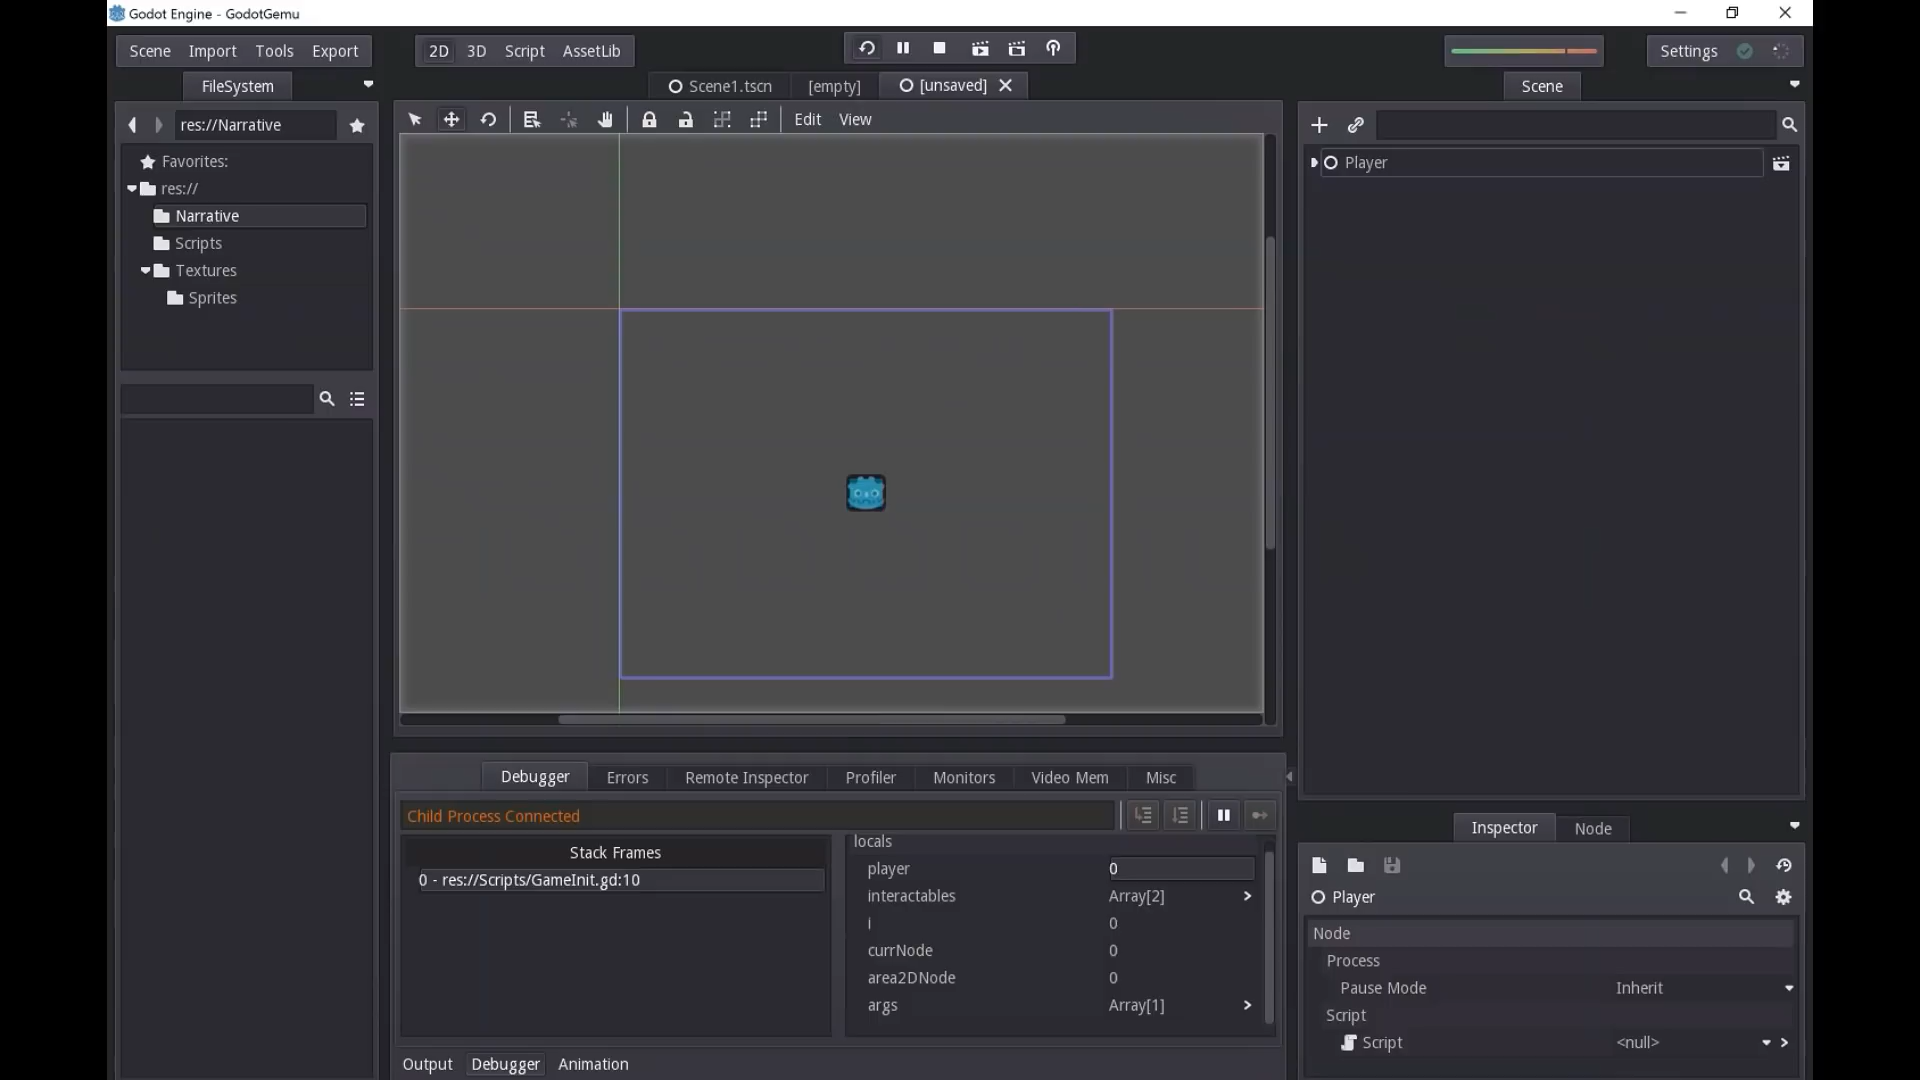 Godot Engine - GodotGemu
Scene Import Tools Export
2D 3D Script AssetLib
Settings
FileSystem
Scene1.tscn [empty] [unsaved]
Scene
res://Narrative
Edit View
Favorites:
res://
Narrative
Scripts
Textures
Sprites
Player
Debugger Errors Remote Inspector Profiler Monitors Video Mem Misc
Child Process Connected
Stack Frames
0 - res://Scripts/GameInit.gd:10
locals
player 0
interactables Array[2]
i 0
currNode 0
area2DNode 0
args Array[1]
Output Debugger Animation
Inspector Node
Player
Node
Process
Pause Mode Inherit
Script
Script <null>